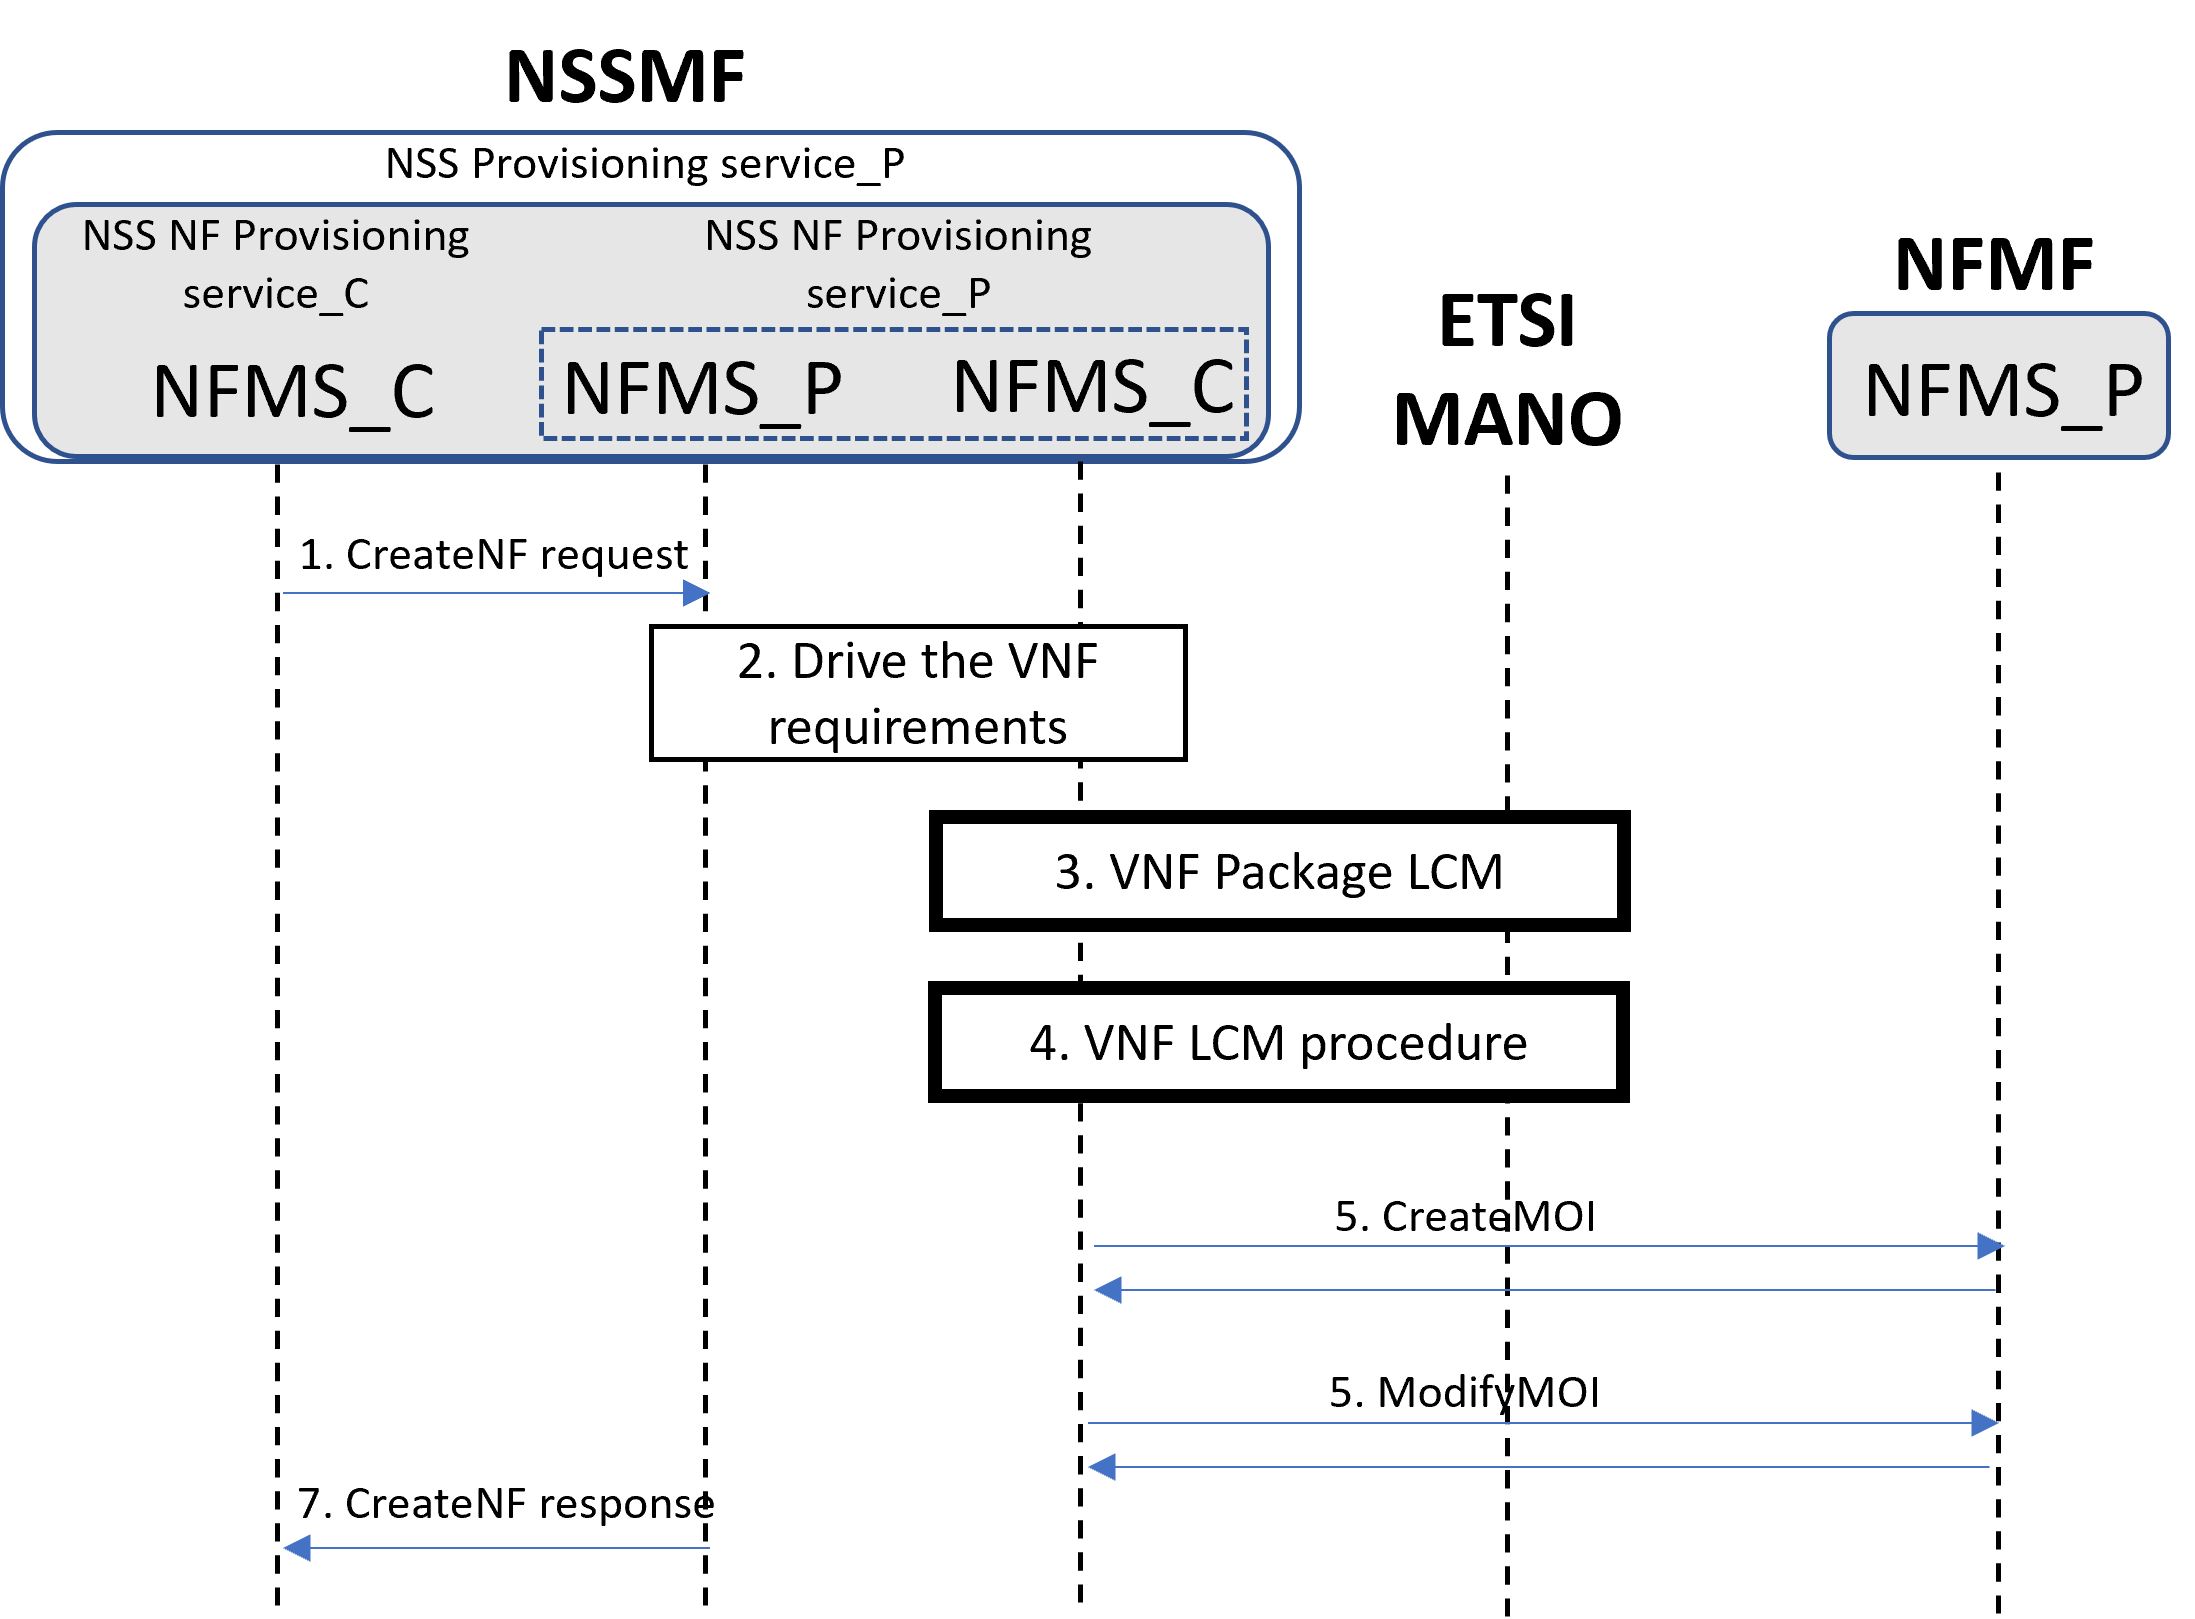 NSSMF
NSS Provisioning service_P
NSS NF Provisioning
service_C
NSS NF Provisioning
service_P
NFMS_C
NFMS_P
NFMS_C
ETSI
MANO
NFMF
NFMS_P
1. CreateNF request
2. Drive the VNF
requirements
3. VNF Package LCM
4. VNF LCM procedure
5. CreateMOI
5. ModifyMOI
7. CreateNF response